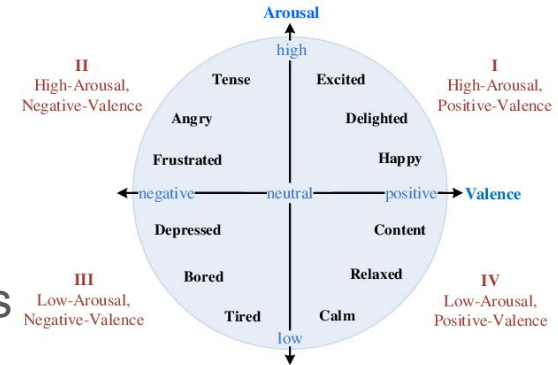 Arousal
high
II
High-Arousal,
Negative-Valence
I
High-Arousal,
Positive-Valence
Tense
Excited
Angry
Delighted
Frustrated
Happy
negative
neutral
positive
Valence
Depressed
Content
Bored
Relaxed
Tired
Calm
III
Low-Arousal,
Negative-Valence
s
IV
Low-Arousal,
Positive-Valence
low